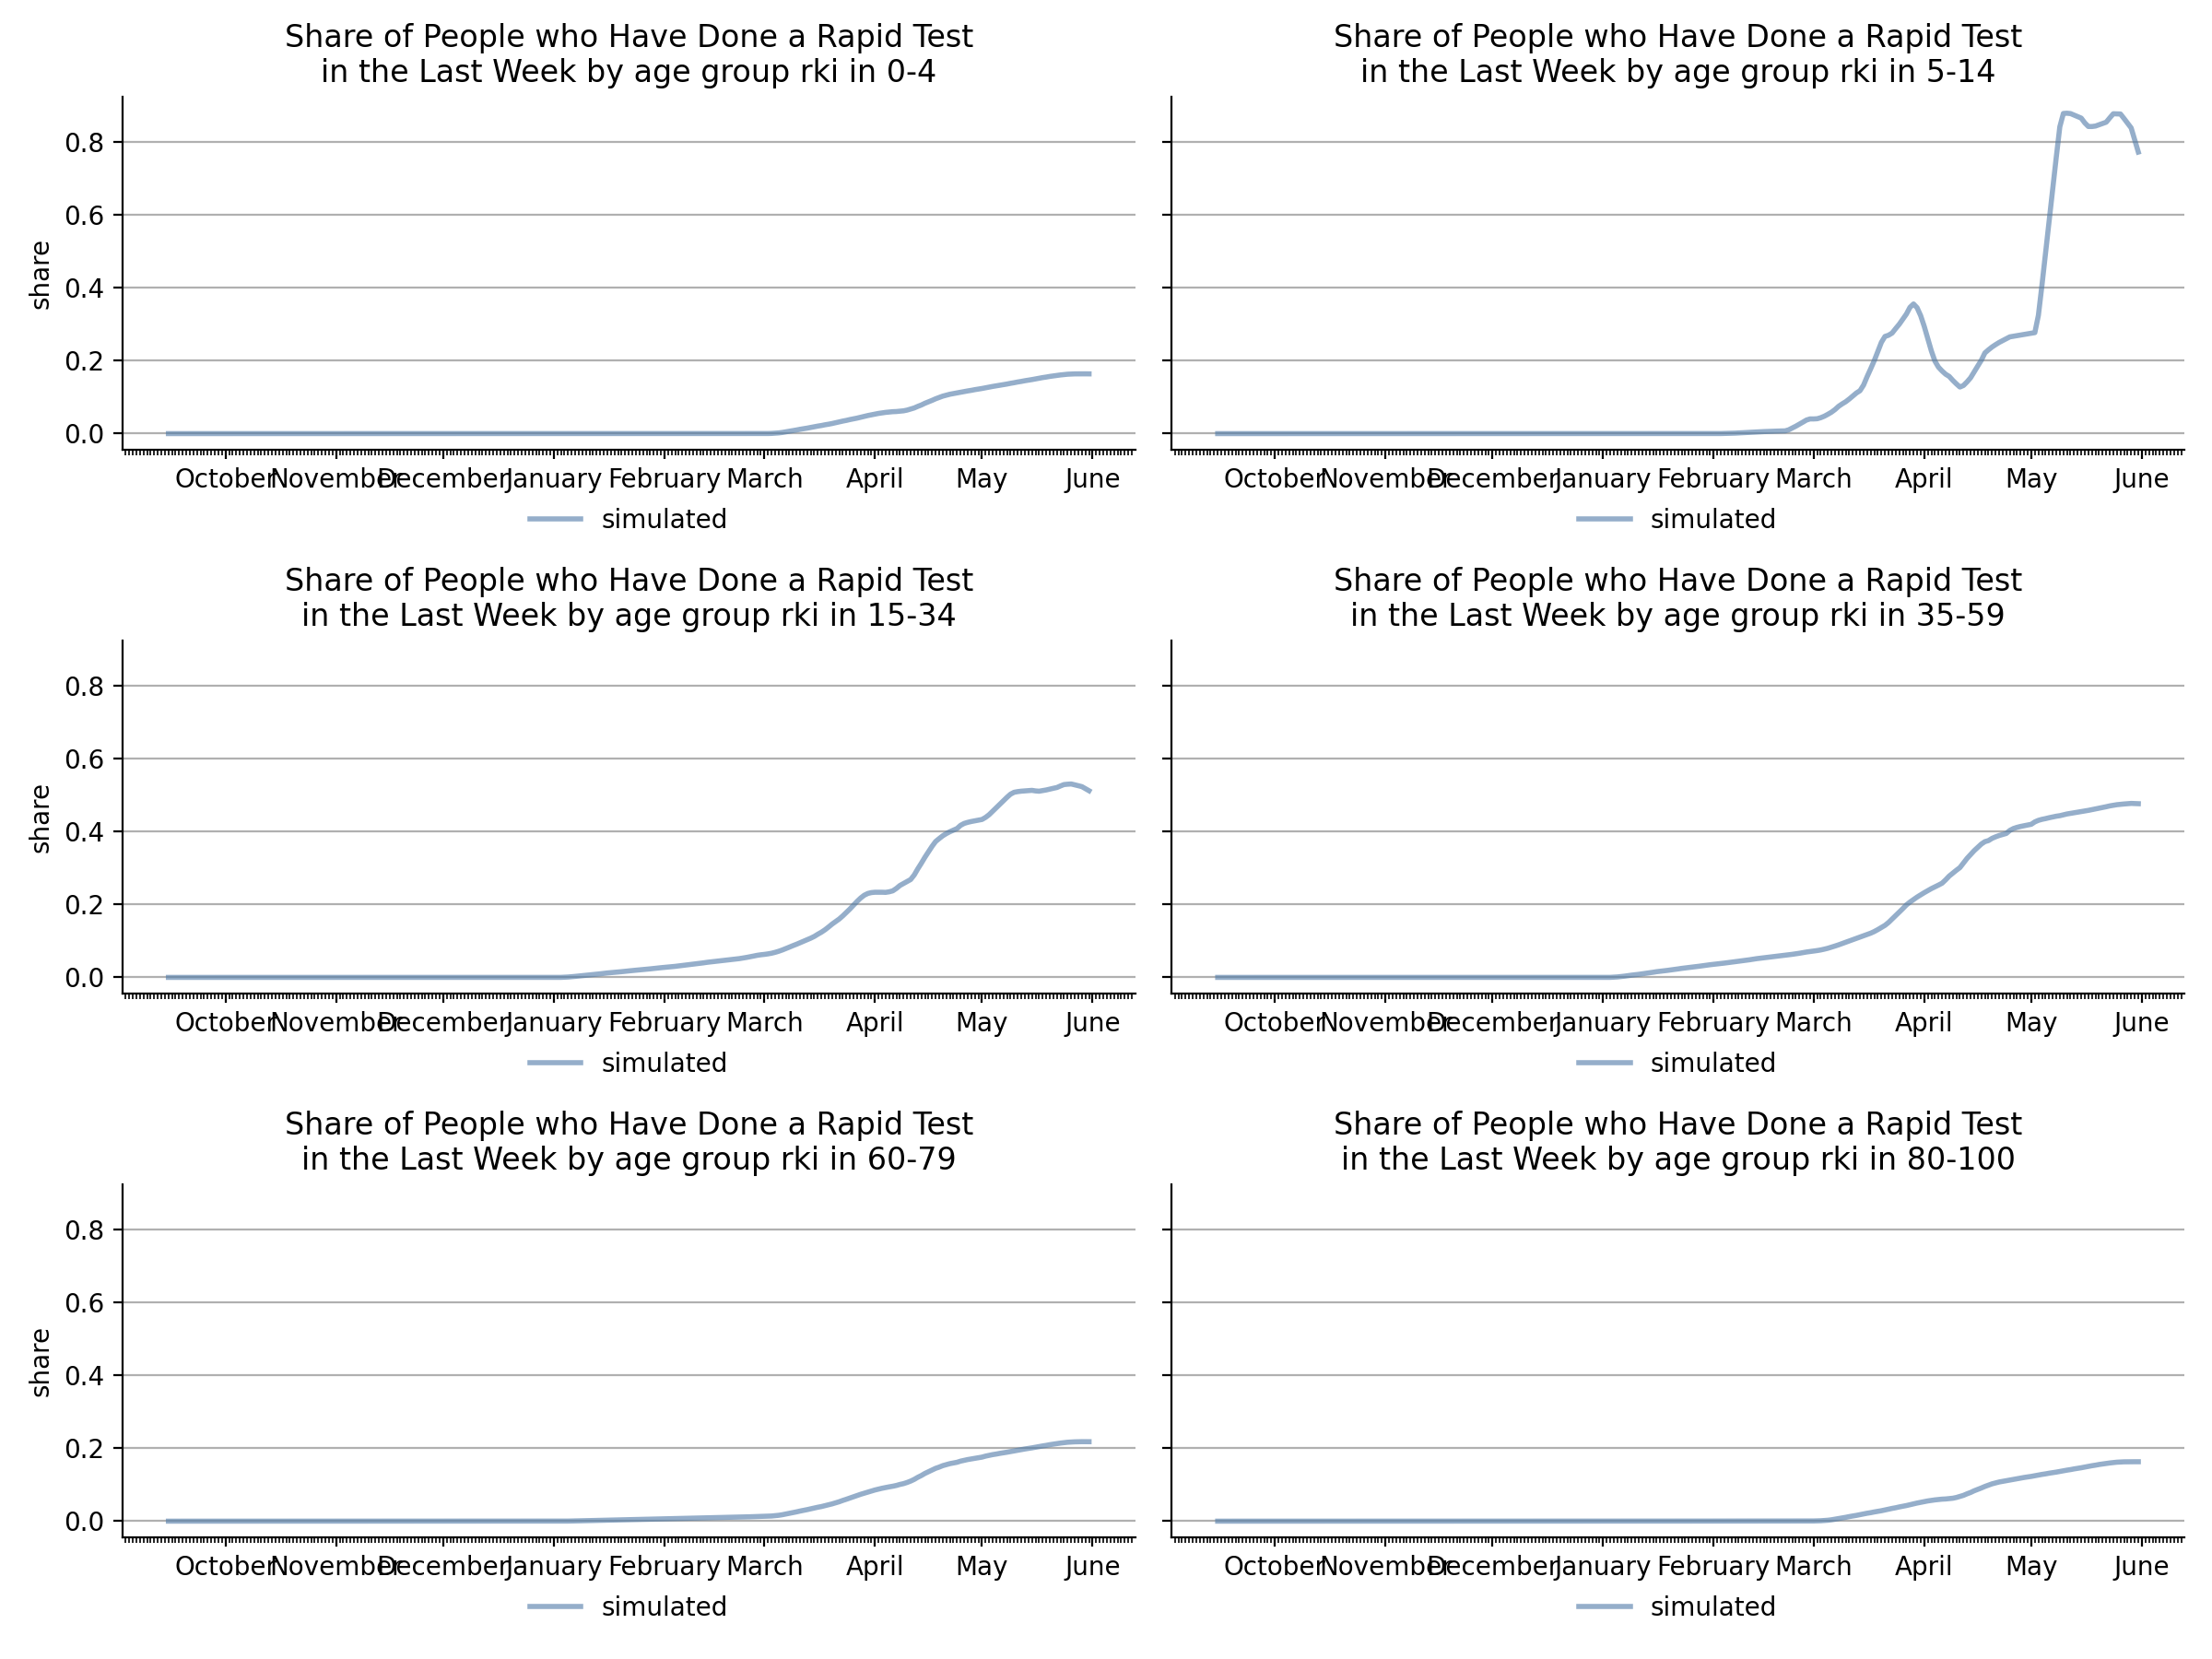 Share of People who Have Done a Rapid Test
in the Last Week by age group rki in 0-4
share
0.8
0.6
0.4
0.2
0.0
October November December January February March April May June
simulated
Share of People who Have Done a Rapid Test
in the Last Week by age group rki in 5-14
October November December January February March April May June
simulated
Share of People who Have Done a Rapid Test
in the Last Week by age group rki in 15-34
share
0.8
0.6
0.4
0.2
0.0
October November December January February March April May June
simulated
Share of People who Have Done a Rapid Test
in the Last Week by age group rki in 35-59
October November December January February March April May June
simulated
Share of People who Have Done a Rapid Test
in the Last Week by age group rki in 60-79
share
0.8
0.6
0.4
0.2
0.0
October November December January February March April May June
simulated
Share of People who Have Done a Rapid Test
in the Last Week by age group rki in 80-100
October November December January February March April May June
simulated